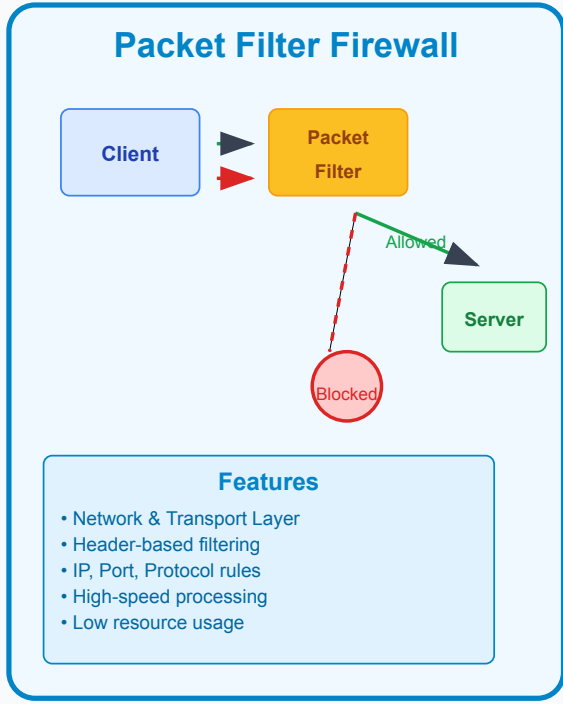 Packet Filter Firewall
Client
Packet
Filter
Allowed
Server
Blocked
Features
• Network & Transport Layer
• Header-based filtering
• IP, Port, Protocol rules
• High-speed processing
• Low resource usage